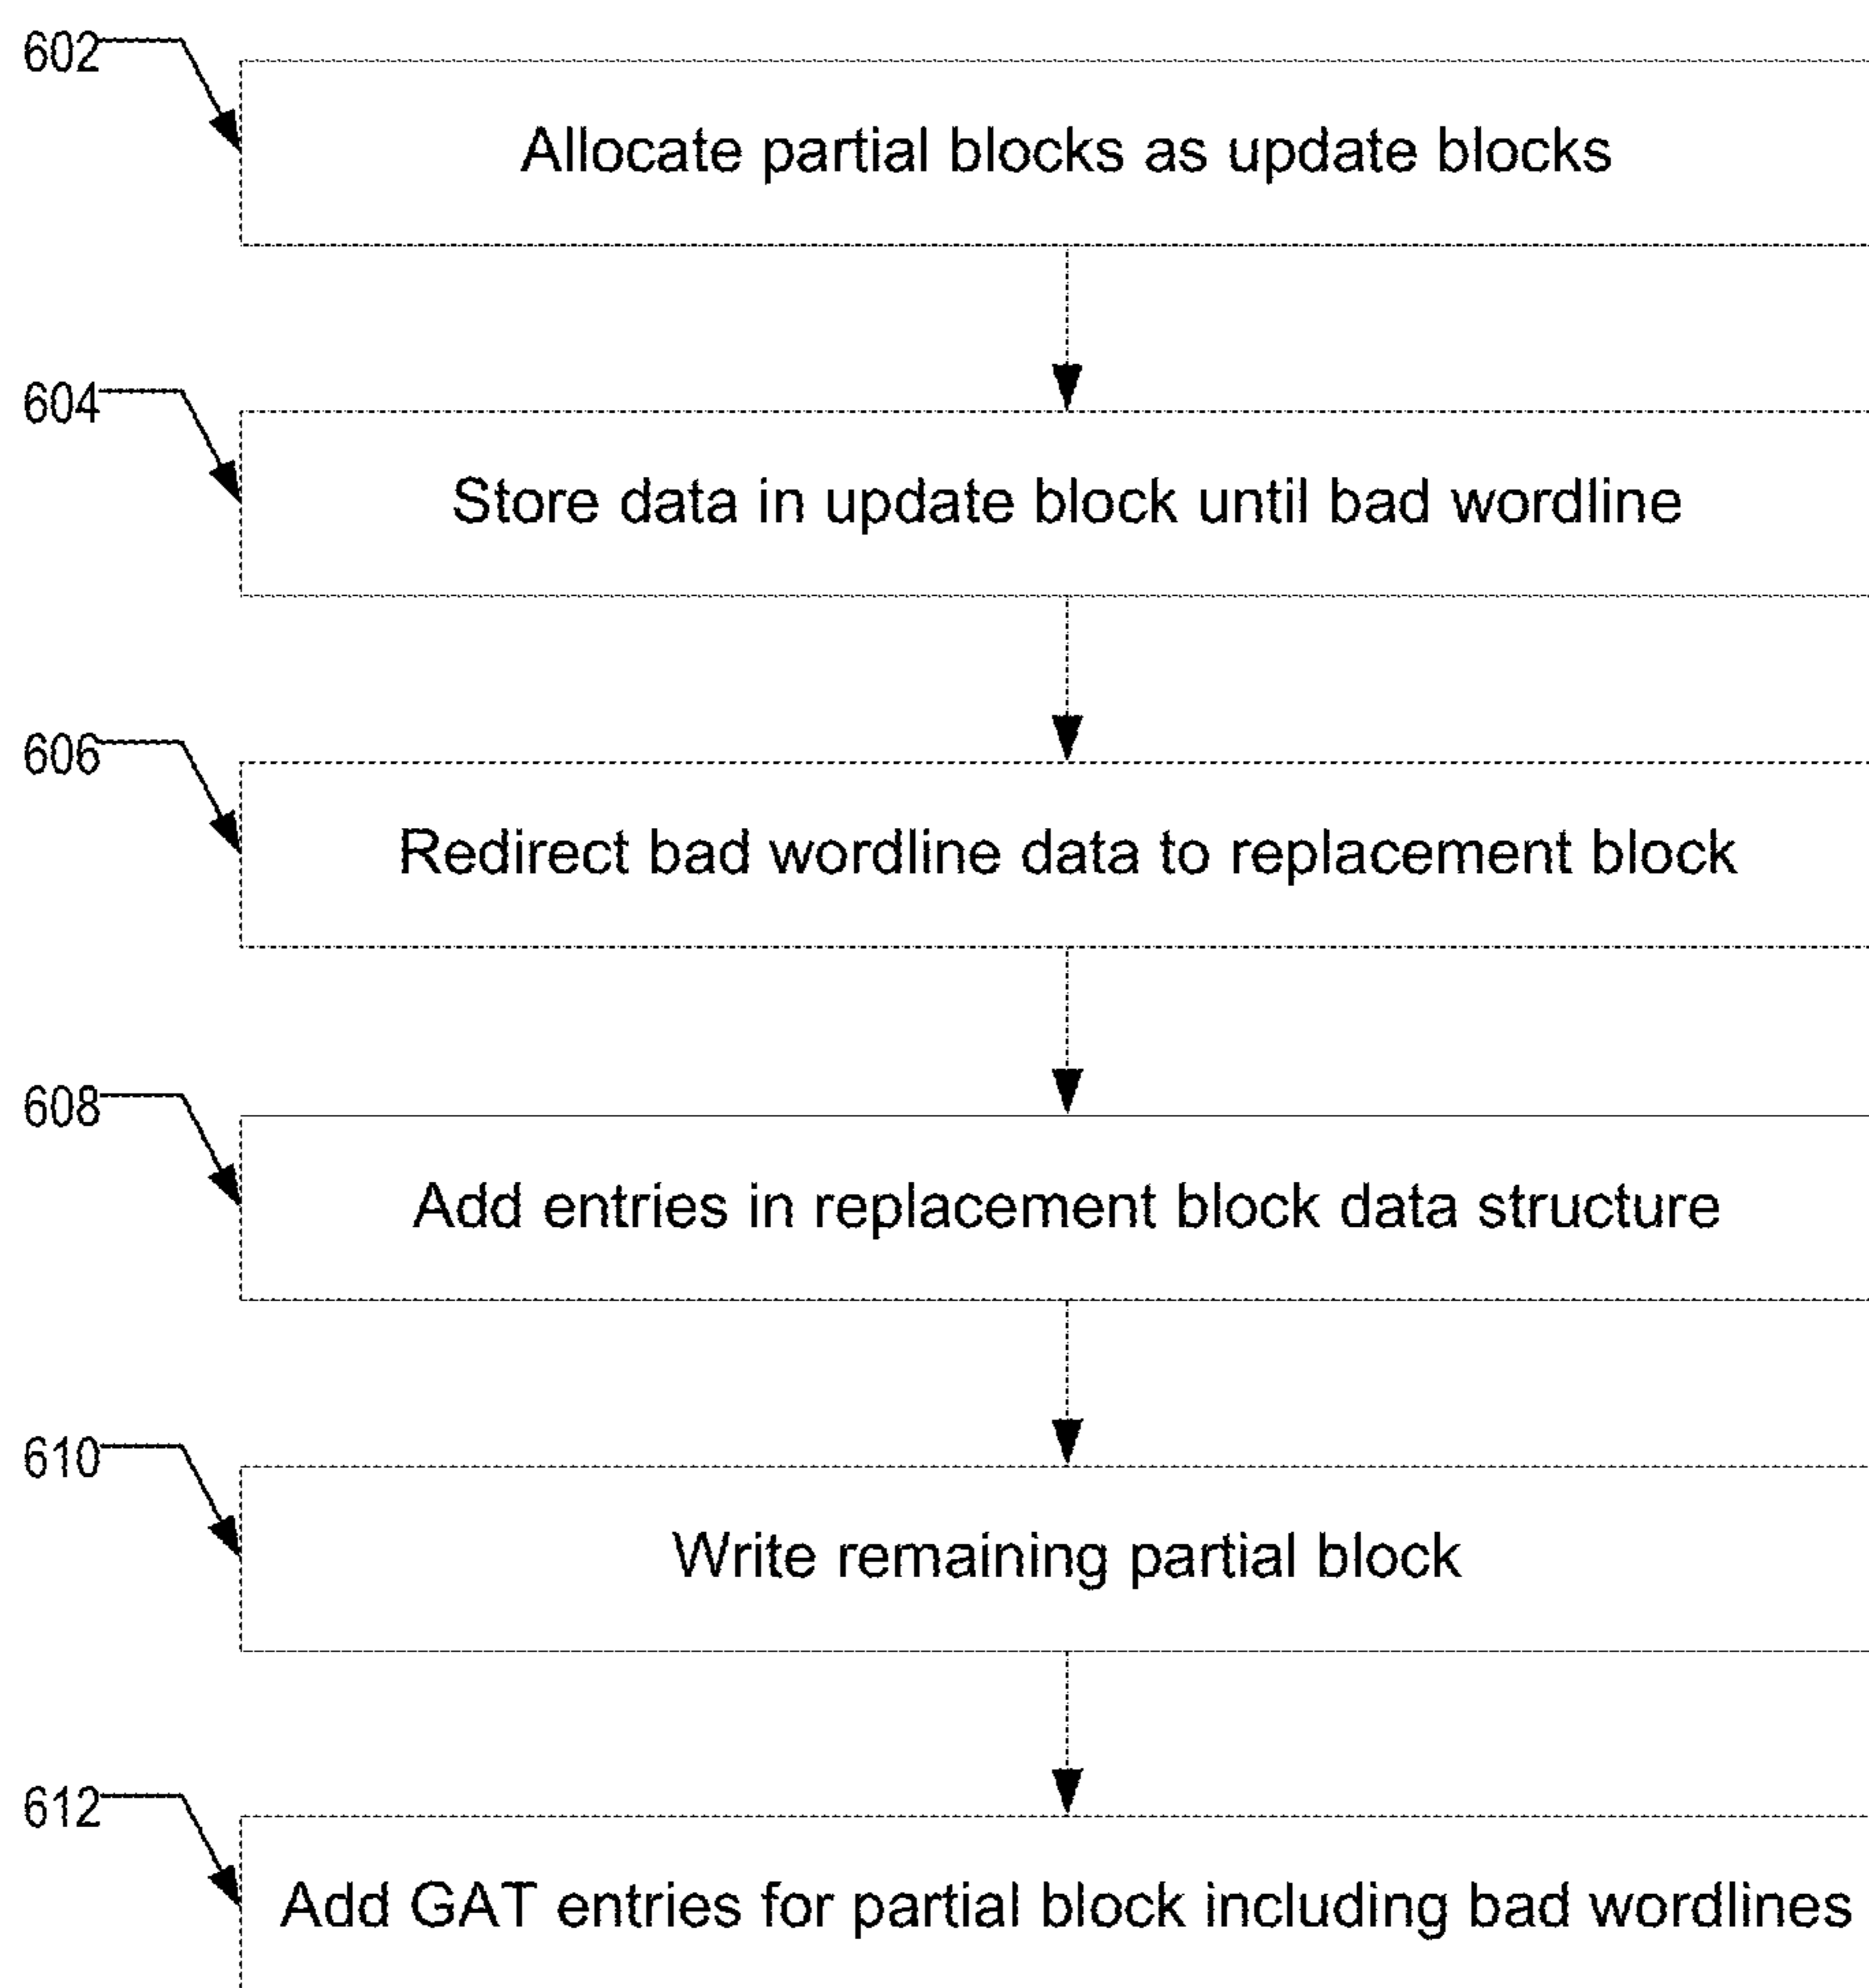 602
Allocate partial blocks as update blocks
604
Store data in update block until bad wordline
606
Redirect bad wordline data to replacement block
608
Add entries in replacement block data structure
610
Write remaining partial block
612
Add GAT entries for partial block including bad wordlines